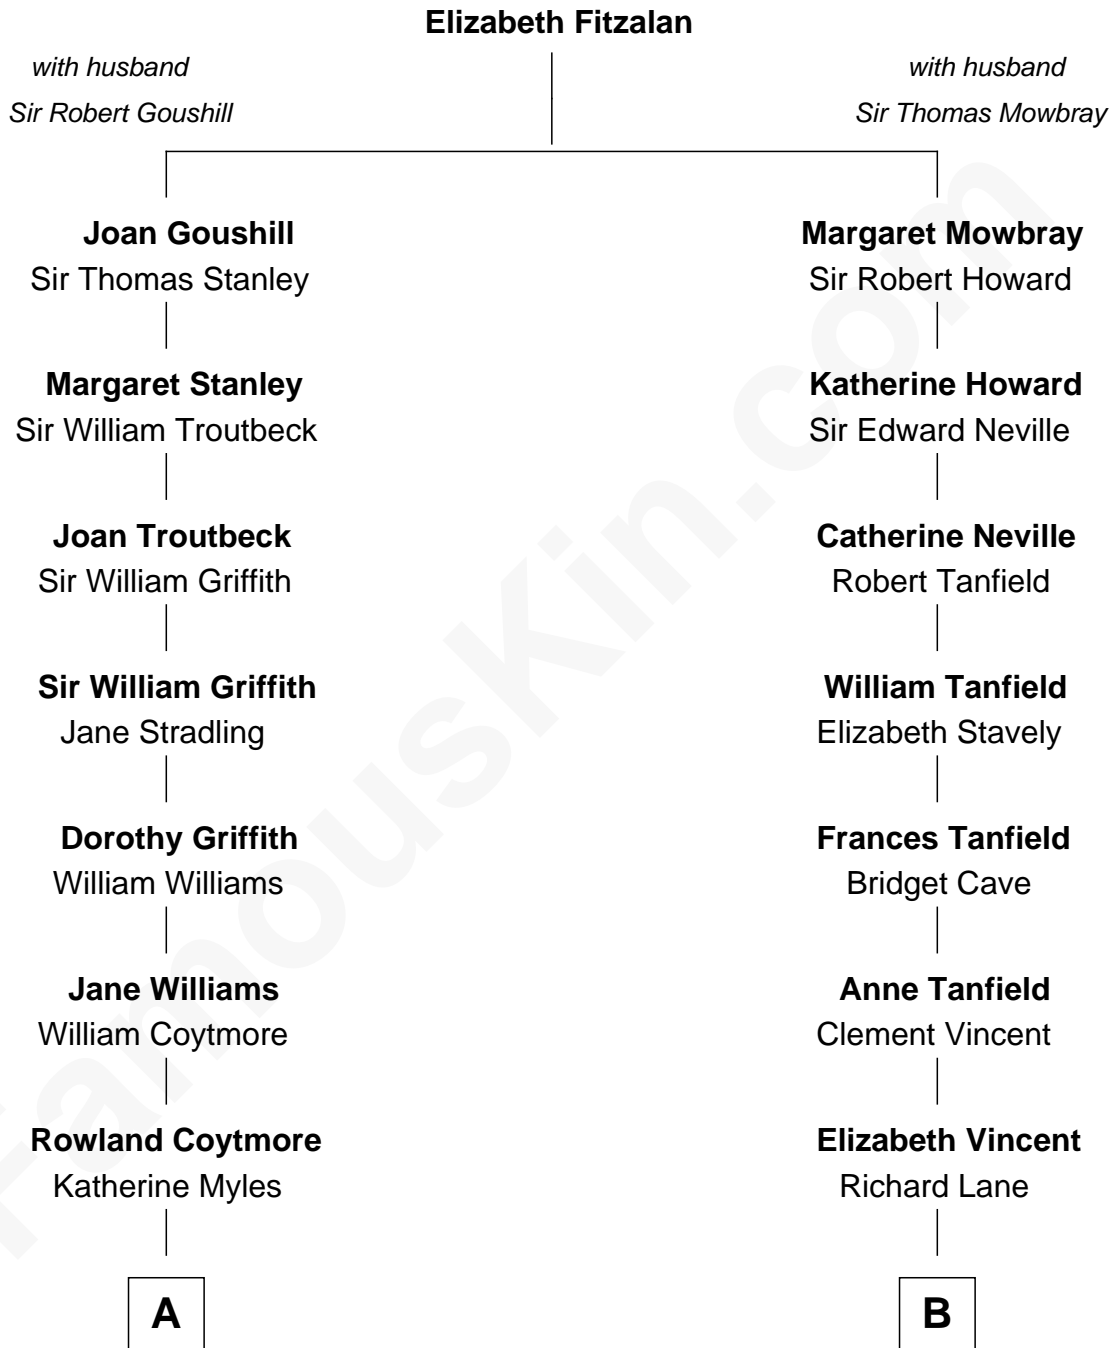 Elizabeth Fitzalan
with husband
Sir Robert Goushill
with husband
Sir Thomas Mowbray
Joan Goushill
Sir Thomas Stanley
Margaret Mowbray
Sir Robert Howard
Margaret Stanley
Sir William Troutbeck
Katherine Howard
Sir Edward Neville
Joan Troutbeck
Sir William Griffith
Catherine Neville
Robert Tanfield
Sir William Griffith
Jane Stradling
William Tanfield
Elizabeth Stavely
Dorothy Griffith
William Williams
Frances Tanfield
Bridget Cave
Jane Williams
William Coytmore
Anne Tanfield
Clement Vincent
Rowland Coytmore
Katherine Myles
Elizabeth Vincent
Richard Lane
A
B
FamousKin.com